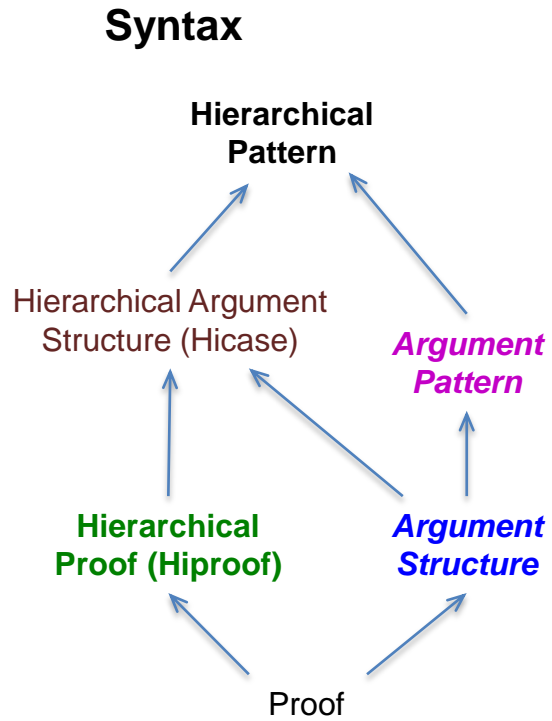 Syntax
Hierarchical
Pattern
Hierarchical Argument
Structure (Hicase)
Argument
Pattern
Hierarchical
Proof (Hiproof)
Argument
Structure
Proof